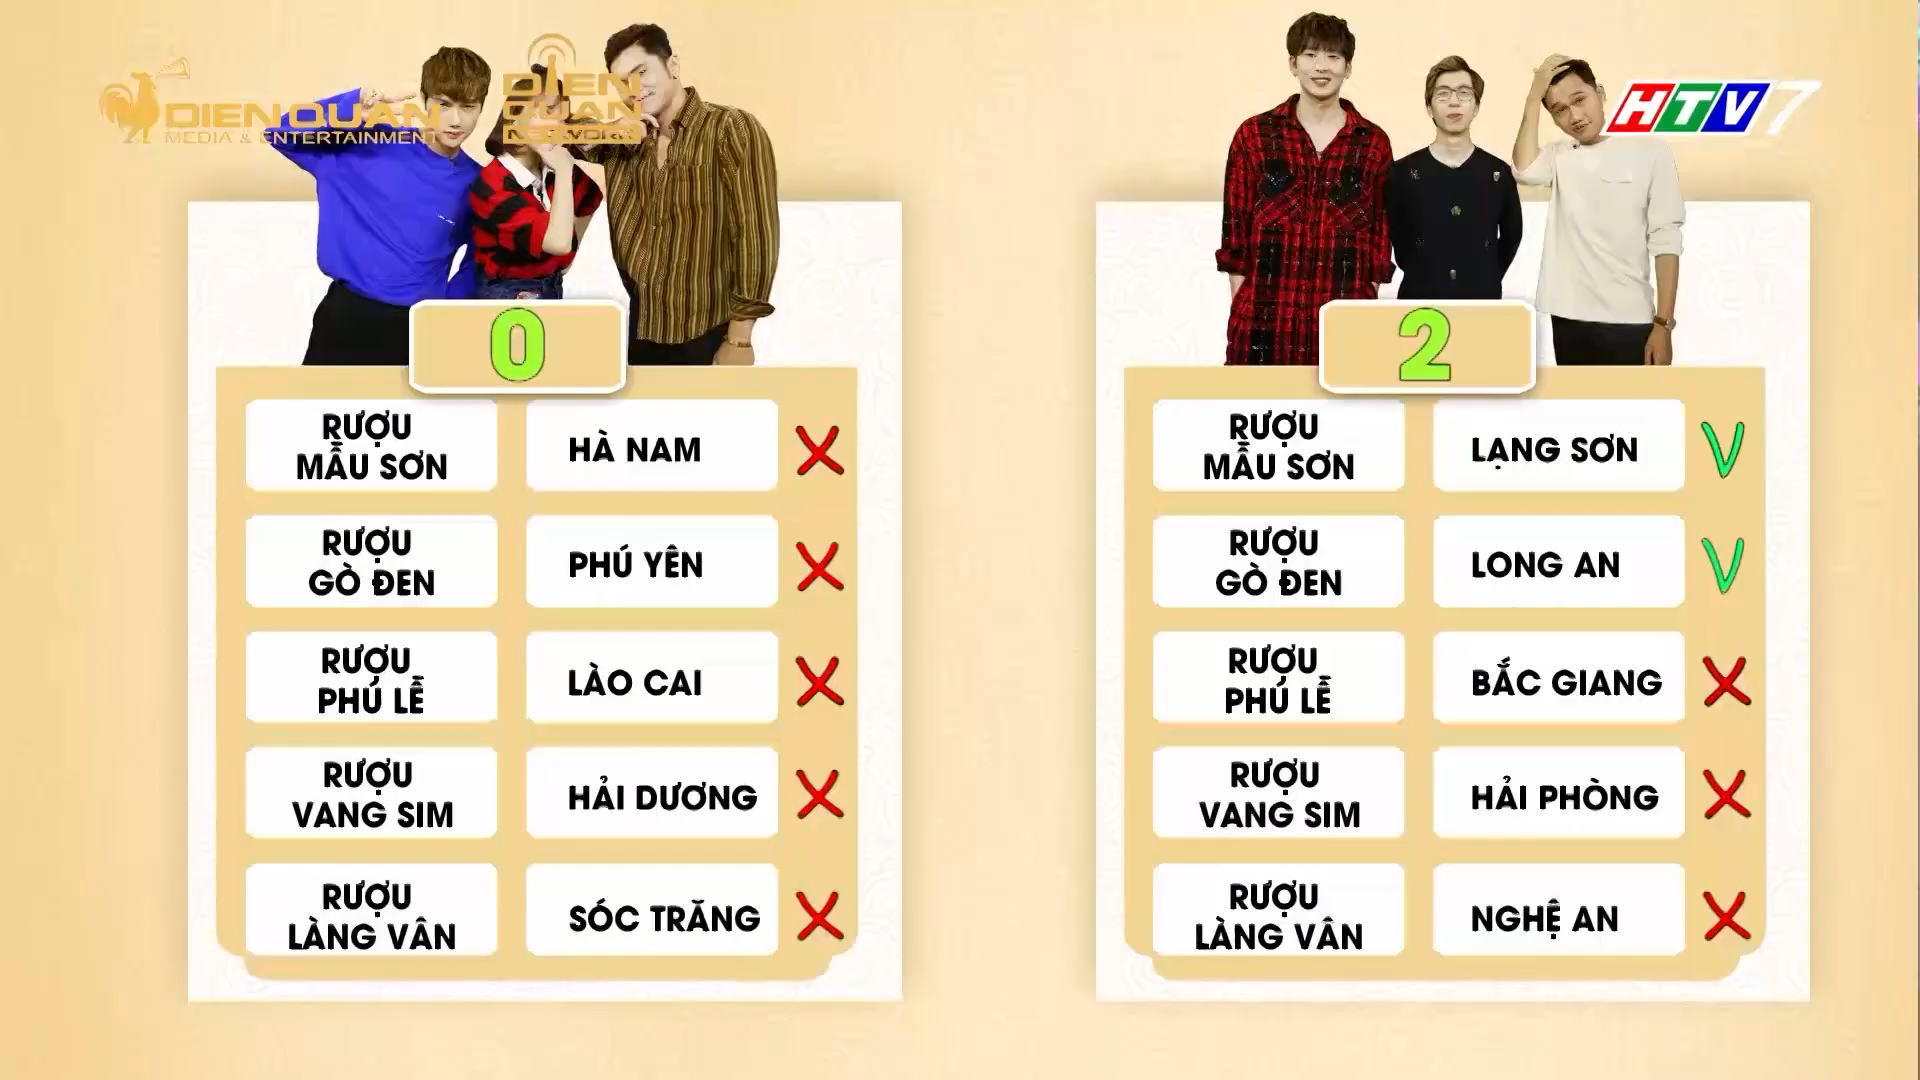 DIEN QUAN
MEDIA & ENTERTAINMENT
DIEN
QUAN
NETWORK
HTV7
0
RƯỢU
MẪU SƠN
HÀ NAM
RƯỢU
GÒ ĐEN
PHÚ YÊN
RƯỢU
PHÚ LỄ
LÀO CAI
RƯỢU
VANG SIM
HẢI DƯƠNG
RƯỢU
LÀNG VÂN
SÓC TRĂNG
2
RƯỢU
MẪU SƠN
LẠNG SƠN
RƯỢU
GÒ ĐEN
LONG AN
RƯỢU
PHÚ LỄ
BẮC GIANG
RƯỢU
VANG SIM
HẢI PHÒNG
RƯỢU
LÀNG VÂN
NGHỆ AN